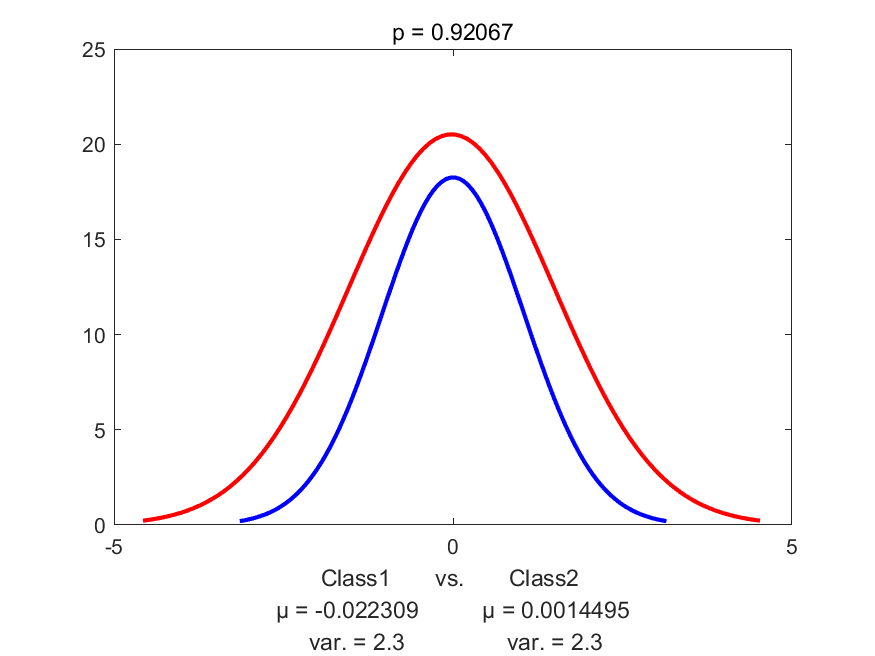 p = 0.92067
25
20
15
10
5
0
-5 0 5
Class1 vs. Class2
μ = -0.022309 μ = 0.0014495
var. = 2.3 var. = 2.3